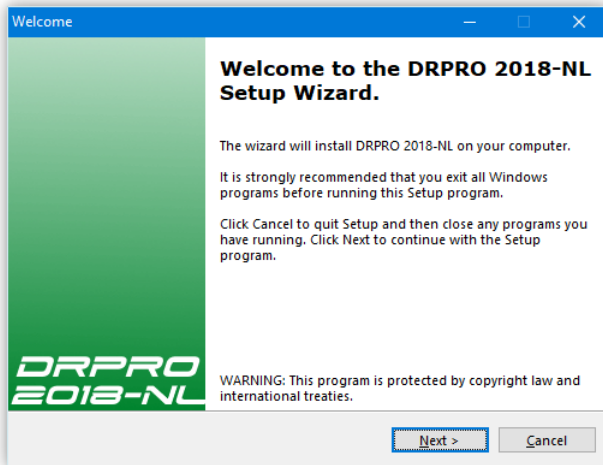 Welcome
Welcome to the DRPRO 2018-NL
Setup Wizard.
The wizard will install DRPRO 2018-NL on your computer.
It is strongly recommended that you exit all Windows
programs before running this Setup program.
Click Cancel to quit Setup and then close any programs you
have running. Click Next to continue with the Setup
program.
DRPRO
2018-NL
WARNING: This program is protected by copyright law and
international treaties.
Next >
Cancel